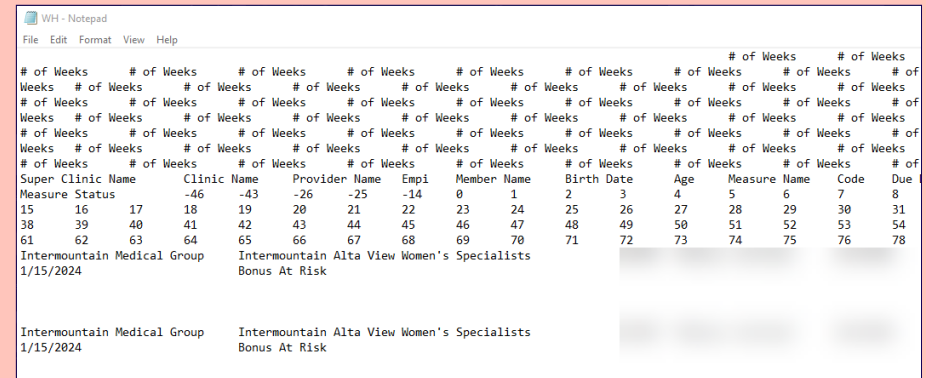 WH - Notepad
File Edit Format View Help
# of Weeks # of Weeks
# of Weeks # of Weeks # of Weeks # of Weeks # of Weeks # of Weeks # of Weeks # of Weeks # of
Weeks # of Weeks # of Weeks # of Weeks # of Weeks # of Weeks # of Weeks # of Weeks # of Weeks
# of Weeks # of Weeks # of Weeks # of Weeks # of Weeks # of Weeks # of Weeks # of Weeks # of
Weeks # of Weeks # of Weeks # of Weeks # of Weeks # of Weeks # of Weeks # of Weeks # of Weeks
# of Weeks # of Weeks # of Weeks # of Weeks # of Weeks # of Weeks # of Weeks # of Weeks # of
Weeks # of Weeks # of Weeks # of Weeks # of Weeks # of Weeks # of Weeks # of Weeks # of Weeks
# of Weeks # of Weeks # of Weeks # of Weeks # of Weeks # of Weeks # of Weeks # of Weeks # of
Super Clinic Name Clinic Name Provider Name Empi Member Name Birth Date Age Measure Name Code Due
Measure Status -46 -43 -26 -25 -14 0 1 2 3 4 5 6 7 8
15 16 17 18 19 20 21 22 23 24 25 26 27 28 29 30 31
38 39 40 41 42 43 44 45 46 47 48 49 50 51 52 53 54
61 62 63 64 65 66 67 68 69 70 71 72 73 74 75 76 78
Intermountain Medical Group Intermountain Alta View Women's Specialists
1/15/2024 Bonus At Risk
Intermountain Medical Group Intermountain Alta View Women's Specialists
1/15/2024 Bonus At Risk